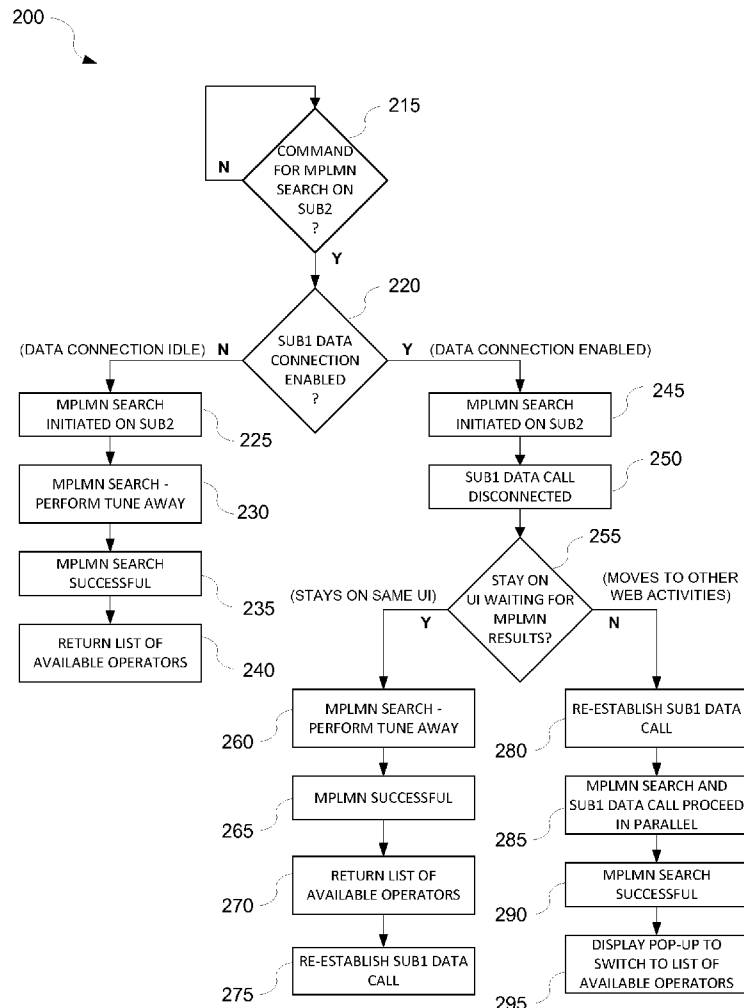 200
215
COMMAND
FOR MPLMN
SEARCH ON
SUB2
?
N
Y
220
SUB1 DATA
CONNECTION
ENABLED
?
(DATA CONNECTION IDLE) N
Y (DATA CONNECTION ENABLED)
MPLMN SEARCH
INITIATED ON SUB2
225
MPLMN SEARCH -
PERFORM TUNE AWAY
230
MPLMN SEARCH
SUCCESSFUL
235
RETURN LIST OF
AVAILABLE OPERATORS
240
245
MPLMN SEARCH
INITIATED ON SUB2
250
SUB1 DATA CALL
DISCONNECTED
255
STAY ON
UI WAITING FOR
MPLMN
RESULTS?
(STAYS ON SAME UI)
Y
(MOVES TO OTHER
WEB ACTIVITIES)
N
MPLMN SEARCH -
PERFORM TUNE AWAY
260
MPLMN SUCCESSFUL
265
RETURN LIST OF
AVAILABLE OPERATORS
270
RE-ESTABLISH SUB1 DATA
CALL
275
RE-ESTABLISH SUB1 DATA
CALL
280
MPLMN SEARCH AND
SUB1 DATA CALL PROCEED
IN PARALLEL
285
MPLMN SEARCH
SUCCESSFUL
290
DISPLAY POP-UP TO
SWITCH TO LIST OF
AVAILABLE OPERATORS
295